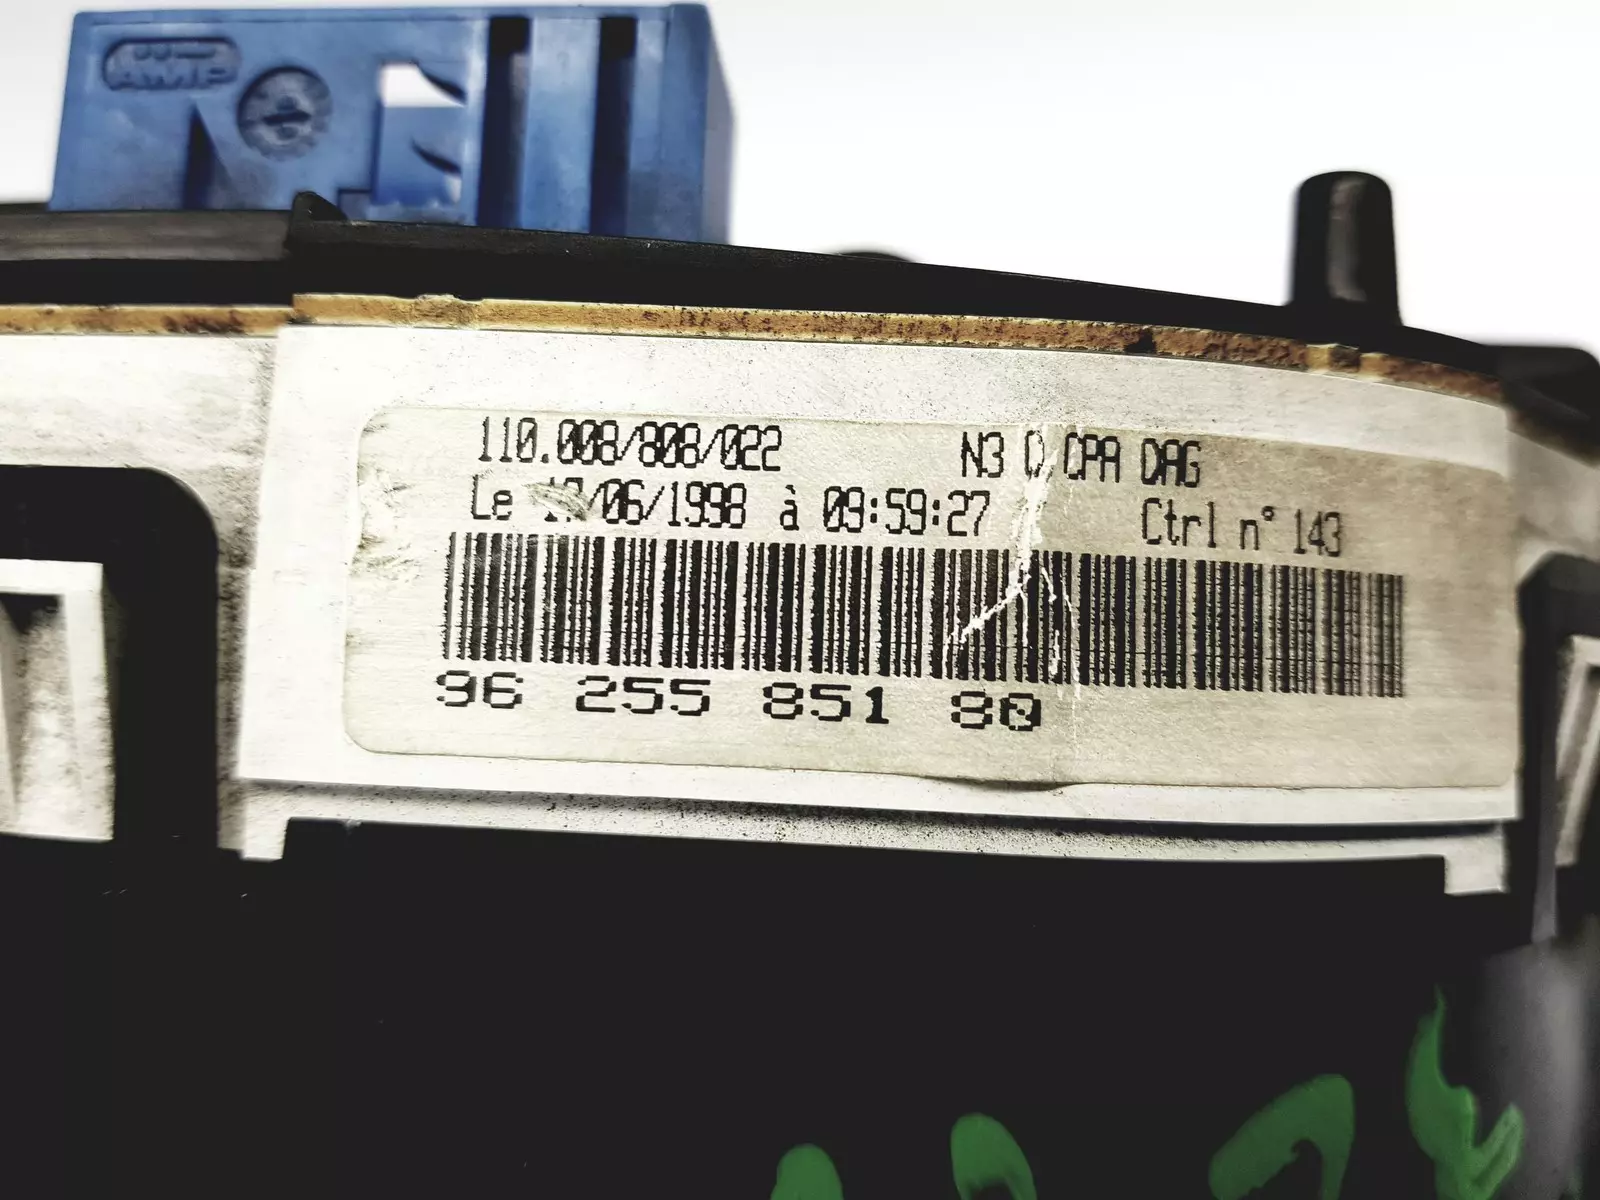 AMP
110.008/808/022 N3 D CPA DAG
Le /06/1998 à 09:59:27 Ctrl n° 143
96 255 851 80